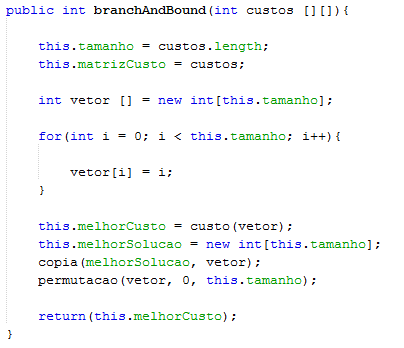 public int branchAndBound(int custos [][]){
this.tamanho = custos.length;
this.matrizCusto = custos;
int vetor [] = new int[this.tamanho];
for(int i = 0; i < this.tamanho; i++){
vetor[i] = i;
}
this.melhorCusto = custo(vetor);
this.melhorSolucao = new int[this.tamanho];
copia(melhorSolucao, vetor);
permutacao(vetor, 0, this.tamanho);
return(this.melhorCusto);
}